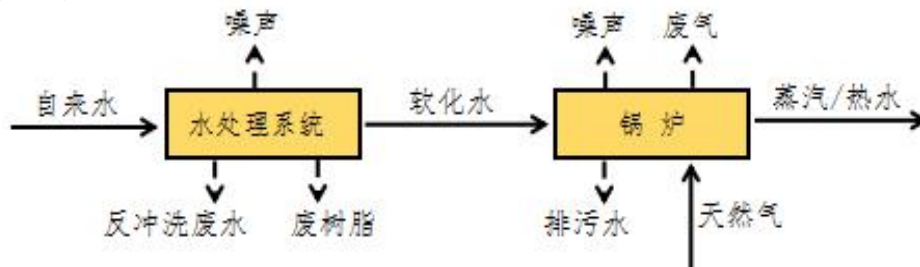 噪声
噪声
废气
自来水
水处理系统
软化水
锅 炉
蒸汽/热水
反冲洗废水
废树脂
排污水
天然气